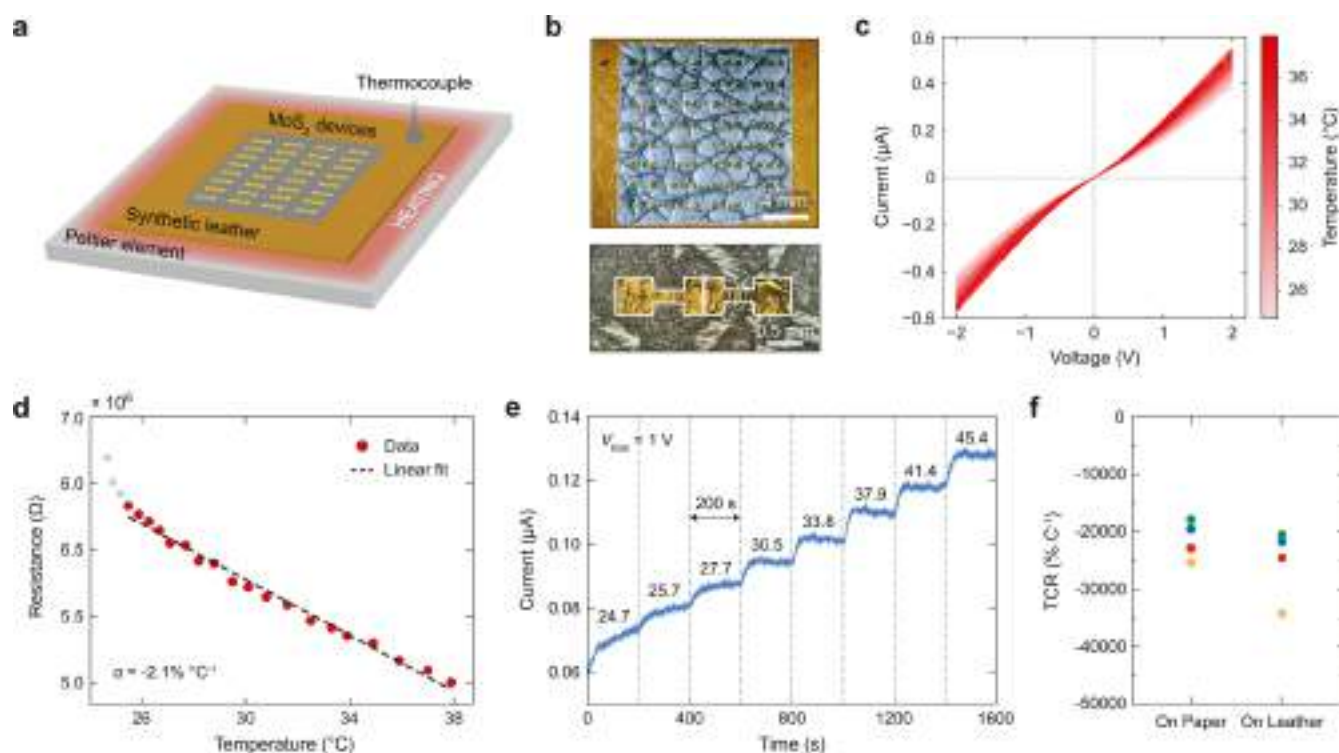 a
Thermocouple
MoS₂ devices
HEATING
Synthetic leather
Peltier element
b
0.5 mm
c
0.6
0.4
0.2
0
−0.2
−0.4
−0.6
Current (µA)
−2
−1
0
1
2
Voltage (V)
36
34
32
30
28
26
Temperature (°C)
d
× 10⁶
7.0
6.0
6.5
5.5
5.0
Resistance (Ω)
Data
Linear fit
α = -2.1% °C⁻¹
26
30
34
38
Temperature (°C)
e
0.14
0.12
0.10
0.08
0.06
Current (µA)
= 1 V
200 s
24.7
25.7
27.7
30.5
33.8
37.9
41.4
45.4
0
400
800
1200
1600
Time (s)
f
0
-10000
-20000
-30000
-40000
-50000
TCR (% C⁻¹)
On Paper
On Leather